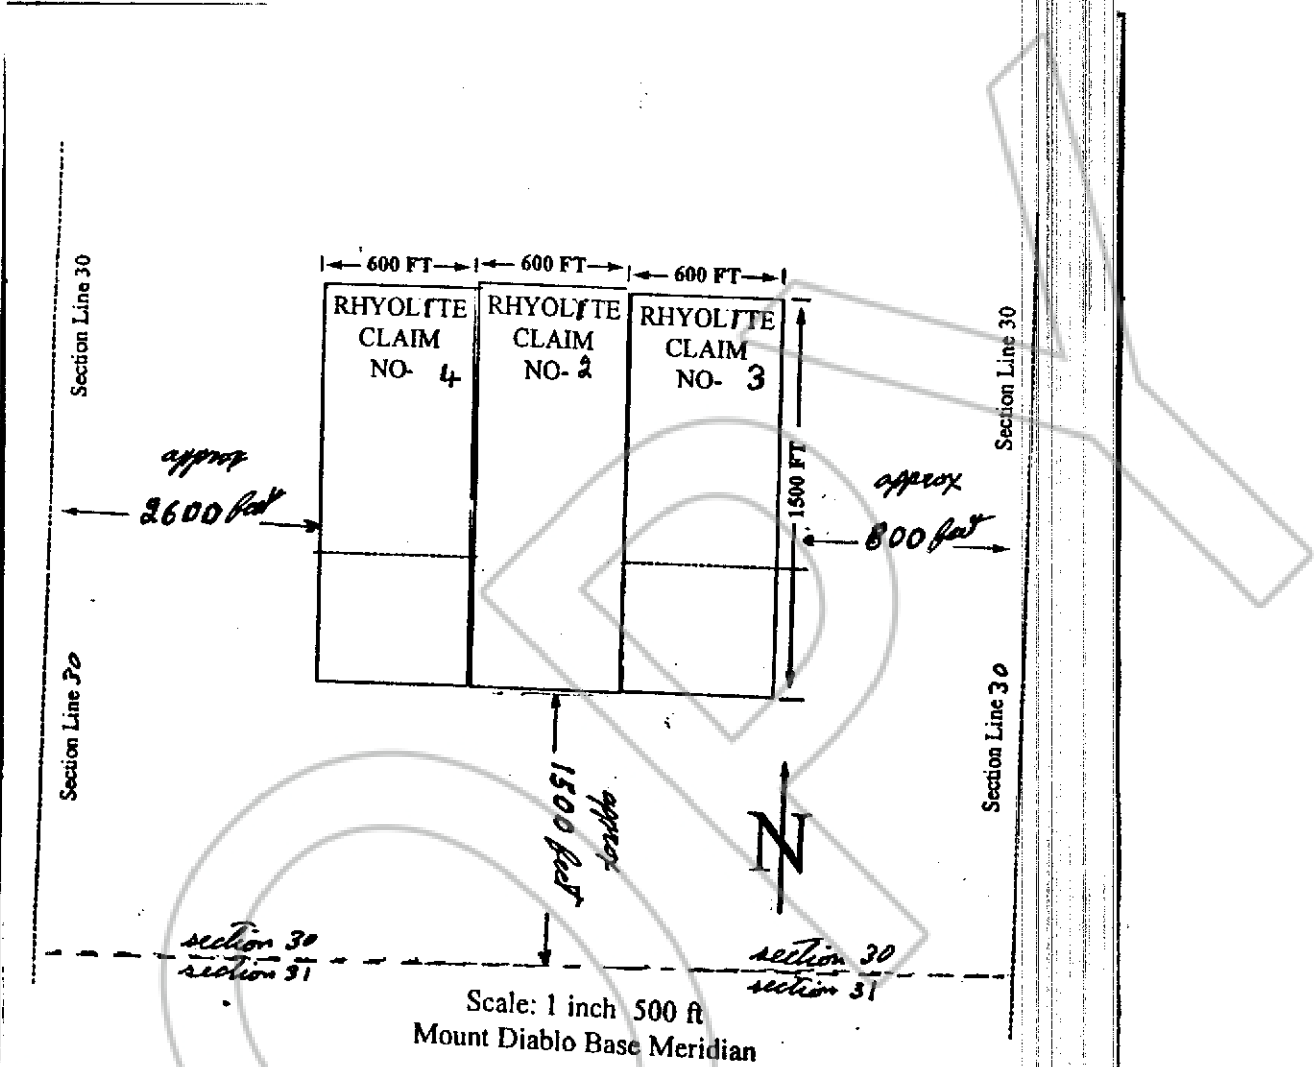 600 FT
600 FT
600 FT
RHYOLITE
CLAIM
NO- 4
RHYOLITE
CLAIM
NO- 2
RHYOLITE
CLAIM
NO- 3
Section Line 30
Section Line 30
1500 FT
approx
2600 feet
approx
800 feet
Section Line 30
Section Line 30
approx
1500 feet
N
section 30
section 31
section 30
section 31
Scale: 1 inch 500 ft
Mount Diablo Base Meridian
COPY